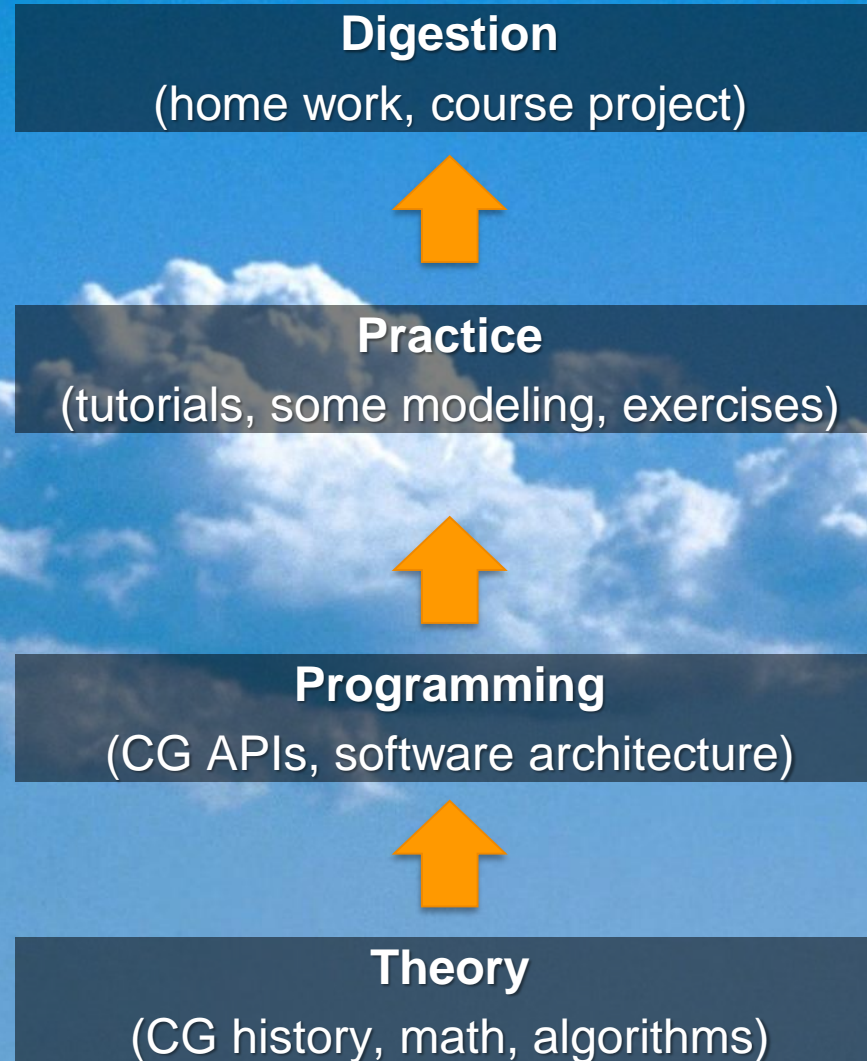 Digestion
(home work, course project)
Practice
(tutorials, some modeling, exercises)
Programming
(CG APIs, software architecture)
Theory
(CG history, math, algorithms)